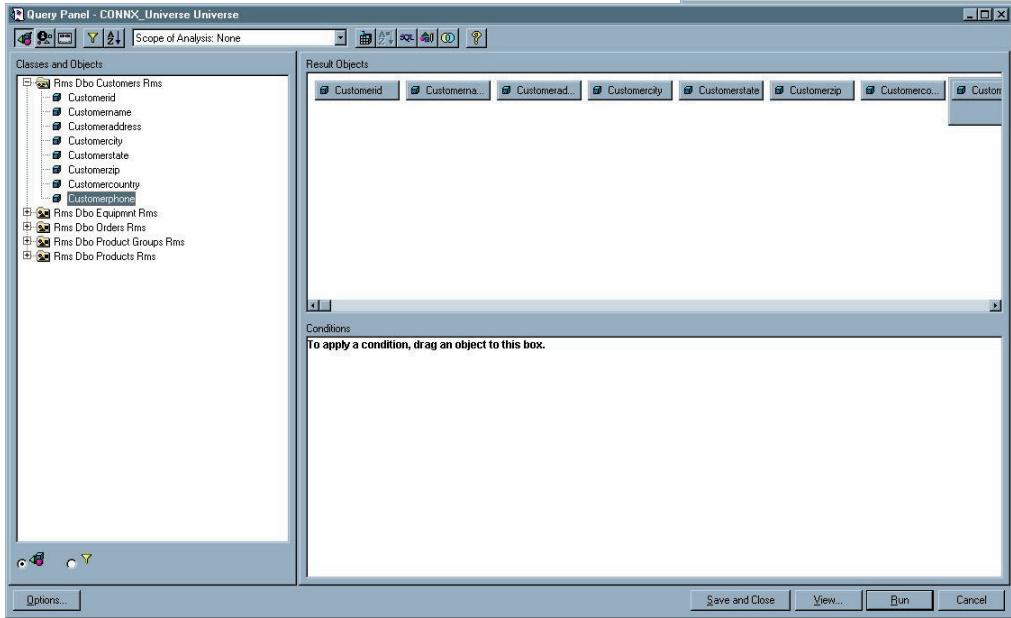 Query Panel - CONNX_Universe Universe
Scope of Analysis: None
SQL
Classes and Objects
Rms Dbo Customers Rms
Customerid
Customername
Customeraddress
Customercity
Customerstate
Customerzip
Customercountry
Customerphone
Rms Dbo Equipmnt Rms
Rms Dbo Orders Rms
Rms Dbo Product Groups Rms
Rms Dbo Products Rms
Result Objects
Customerid Customerna... Customerad... Customercity Customerstate Customerzip Customerco... Custom
Conditions
To apply a condition, drag an object to this box.
Options... Save and Close View... Run Cancel